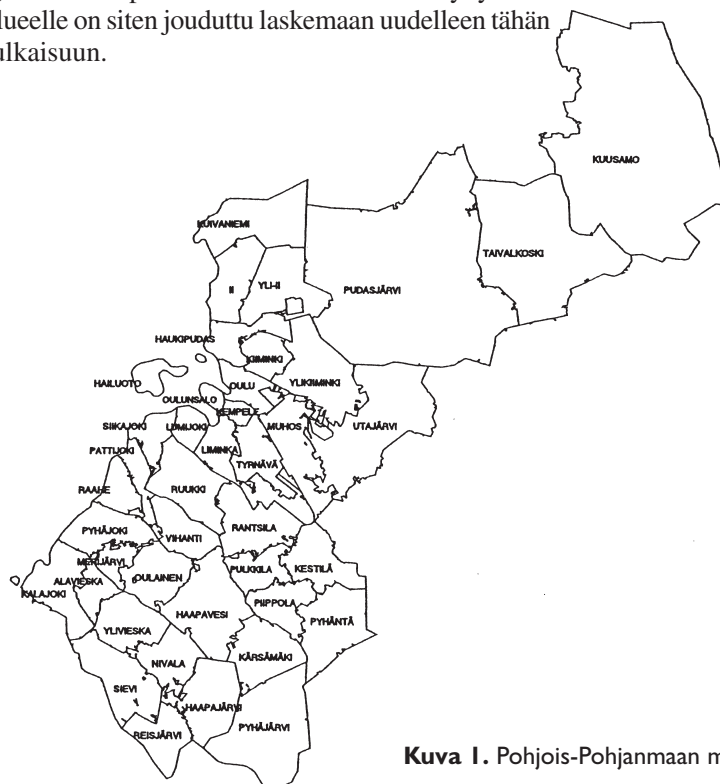 lueelle on siten jouduttu laskemaan uudelleen tähän
ulkaisuun.
KUUSAMO
KUIVANIEMI
TAIVALKOSKI
II
YLI-II
PUDASJÄRVI
HAUKIPUDAS
KIIMINKI
HAILUOTO
OULU
YLIKIIMINKI
OULUNSALO
KEMPELE
SIIKAJOKI
LUMIJOKI
MUHOS
UTAJÄRVI
PATTIJOKI
LIMINKA
TYRNÄVÄ
RAAHE
RUUKKI
PYHÄJOKI
VIHANTI
RANTSILA
MERIJÄRVI
PULKKILA
KESTILÄ
ALAVIESKA
OULAINEN
KALAJOKI
PIIPPOLA
HAAPAVESI
PYHÄNTÄ
YLIVIESKA
KÄRSÄMÄKI
NIVALA
SIEVI
HAAPAJÄRVI
PYHÄJÄRVI
REISJÄRVI
Kuva 1. Pohjois-Pohjanmaan